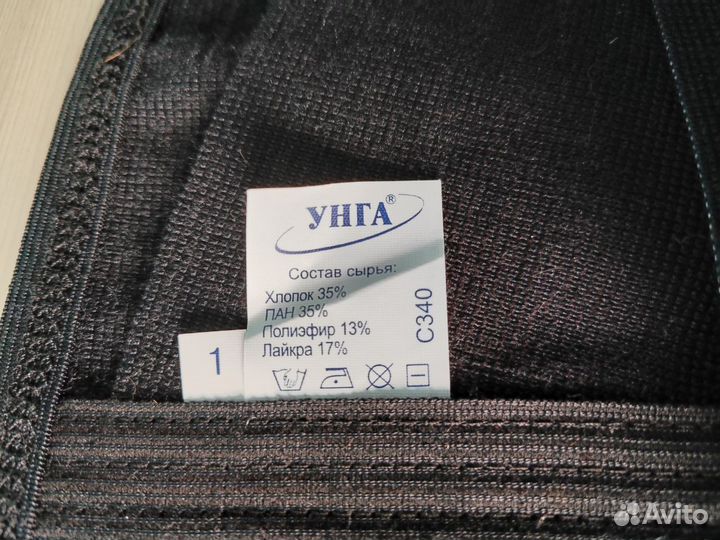 УНГА®
Состав сырья:
Хлопок 35%
ПАН 35%
Полиэфир 13%
Лайкра 17%
С340
1
Avito